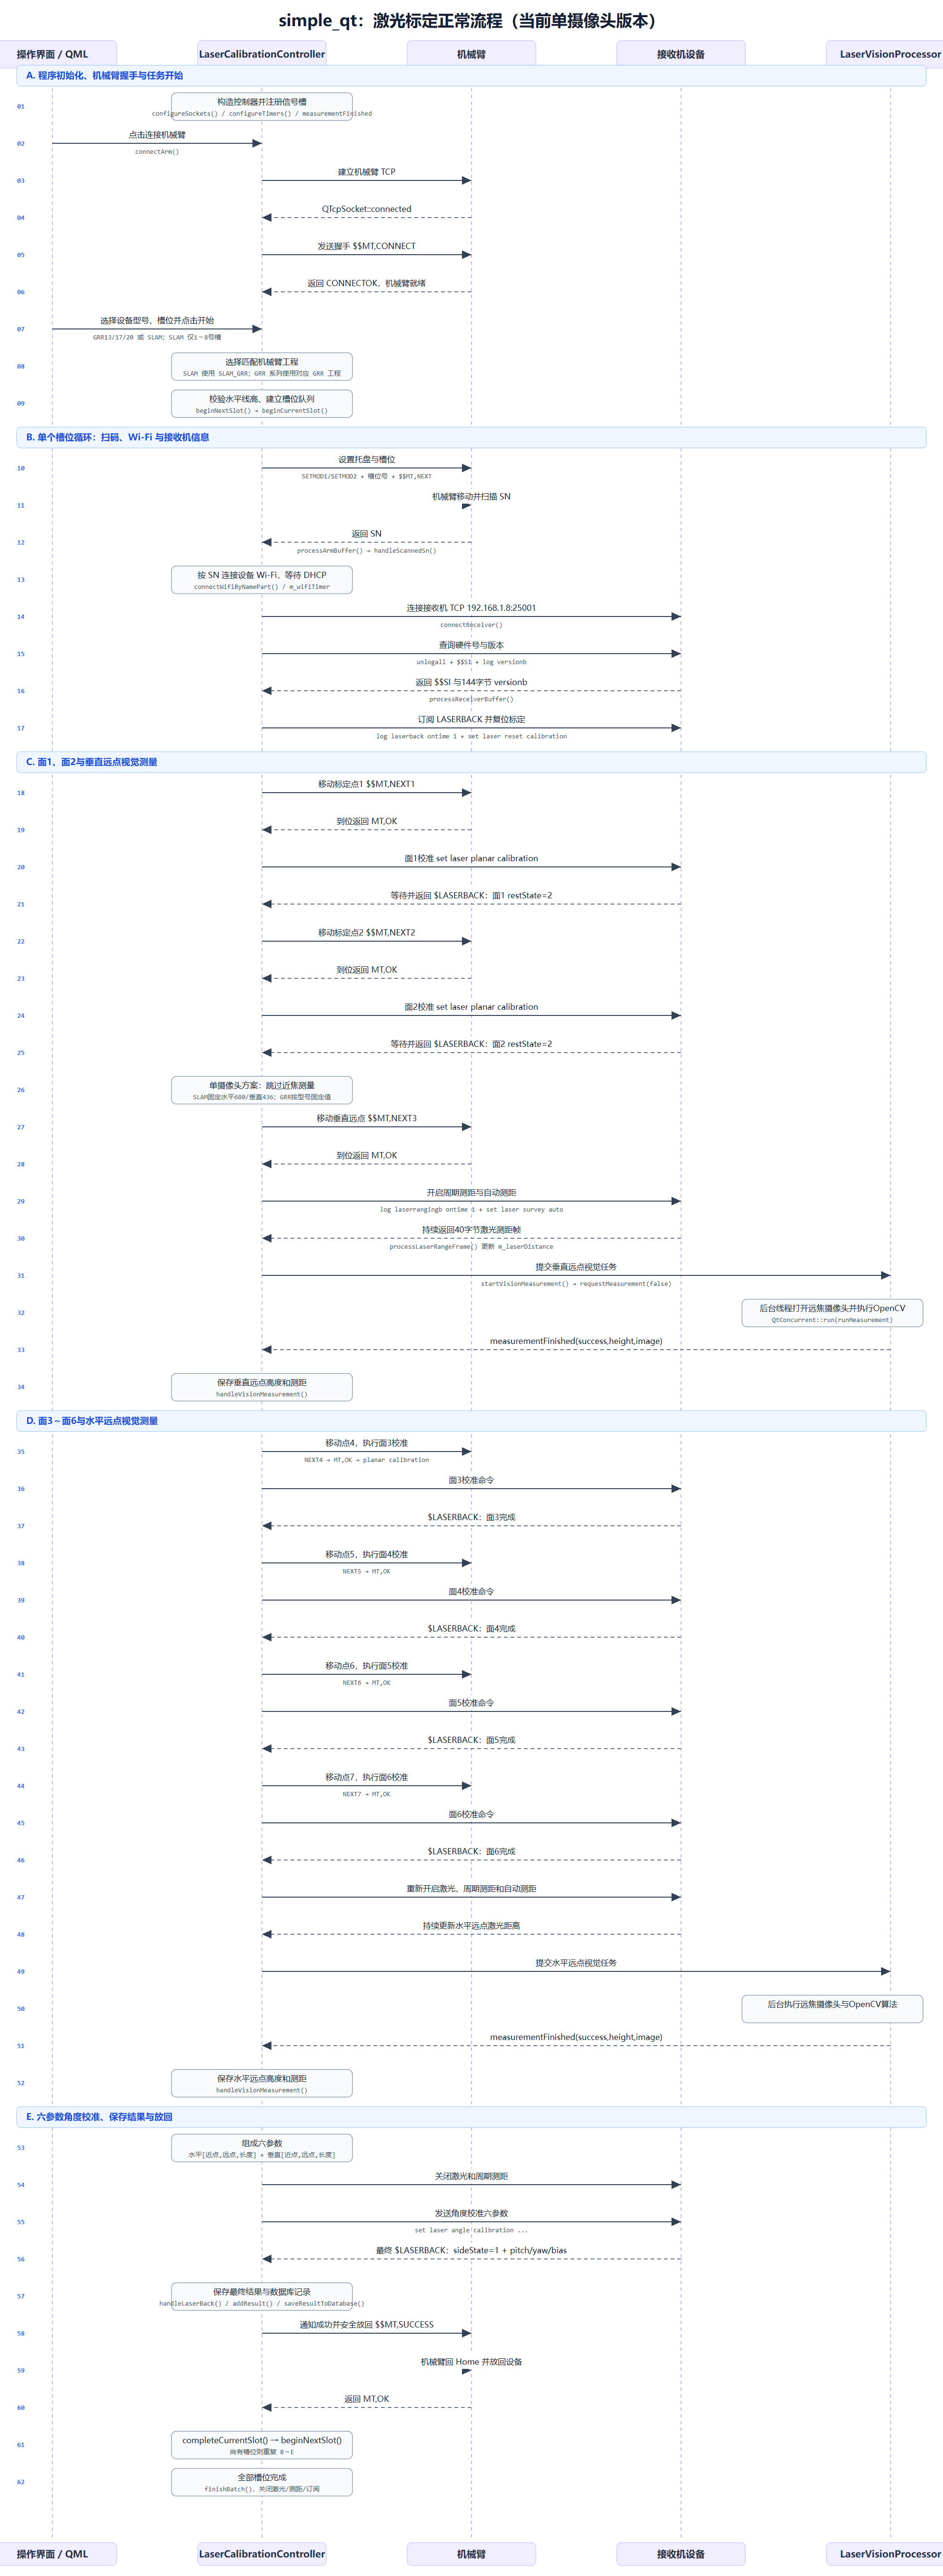 simple_qt：激光标定正常流程（当前单摄像头版本）
操作界面 / QML
LaserCalibrationController
机械臂
接收机设备
LaserVisionProcessor
A. 程序初始化、机械臂握手与任务开始
01
构造控制器并注册信号槽
configureSockets() / configureTimers() / measurementFinished
02
点击连接机械臂
connectArm()
03
建立机械臂 TCP
04
QTcpSocket::connected
05
发送握手 $$MT,CONNECT
06
返回 CONNECTOK，机械臂就绪
07
选择设备型号、槽位并点击开始
GRR13/17/20 或 SLAM；SLAM 仅1～8号槽
08
选择匹配机械臂工程
SLAM 使用 SLAM_GRR；GRR 系列使用对应 GRR 工程
09
校验水平线高、建立槽位队列
beginNextSlot() → beginCurrentSlot()
B. 单个槽位循环：扫码、Wi-Fi 与接收机信息
10
设置托盘与槽位
SETMOD1/SETMOD2 + 槽位号 + $$MT,NEXT
11
机械臂移动并扫描 SN
12
返回 SN
processArmBuffer() → handleScannedSn()
13
按 SN 连接设备 Wi-Fi，等待 DHCP
connectWifiByNamePart() / m_wifiTimer
14
连接接收机 TCP 192.168.1.8:25001
connectReceiver()
15
查询硬件号与版本
unlogall + $$SI + log versionb
16
返回 $$SI 与144字节 versionb
processReceiverBuffer()
17
订阅 LASERBACK 并复位标定
log laserback ontime 1 + set laser reset calibration
C. 面1、面2与垂直远点视觉测量
18
移动标定点1 $$MT,NEXT1
19
到位返回 MT,OK
20
面1校准 set laser planar calibration
21
等待并返回 $LASERBACK：面1 restState=2
22
移动标定点2 $$MT,NEXT2
23
到位返回 MT,OK
24
面2校准 set laser planar calibration
25
等待并返回 $LASERBACK：面2 restState=2
26
单摄像头方案：跳过近焦测量
SLAM固定水平680/垂直436；GRR按型号固定值
27
移动垂直远点 $$MT,NEXT3
28
到位返回 MT,OK
29
开启周期测距与自动测距
log laserrangingb ontime 1 + set laser survey auto
30
持续返回40字节激光测距帧
processLaserRangeFrame() 更新 m_laserDistance
31
提交垂直远点视觉任务
startVisionMeasurement() → requestMeasurement(false)
32
后台线程打开远焦摄像头并执行OpenCV
QtConcurrent::run(runMeasurement)
33
measurementFinished(success,height,image)
34
保存垂直远点高度和测距
handleVisionMeasurement()
D. 面3～面6与水平远点视觉测量
35
移动点4，执行面3校准
NEXT4 → MT,OK → planar calibration
36
面3校准命令
37
$LASERBACK：面3完成
38
移动点5，执行面4校准
NEXT5 → MT,OK
39
面4校准命令
40
$LASERBACK：面4完成
41
移动点6，执行面5校准
NEXT6 → MT,OK
42
面5校准命令
43
$LASERBACK：面5完成
44
移动点7，执行面6校准
NEXT7 → MT,OK
45
面6校准命令
46
$LASERBACK：面6完成
47
重新开启激光、周期测距和自动测距
48
持续更新水平远点激光距离
49
提交水平远点视觉任务
50
后台执行远焦摄像头与OpenCV算法
51
measurementFinished(success,height,image)
52
保存水平远点高度和测距
handleVisionMeasurement()
E. 六参数角度校准、保存结果与放回
53
组成六参数
水平[近点,远点,长度] + 垂直[近点,远点,长度]
54
关闭激光和周期测距
55
发送角度校准六参数
set laser angle calibration ...
56
最终 $LASERBACK：sideState=1 + pitch/yaw/bias
57
保存最终结果与数据库记录
handleLaserBack() / addResult() / saveResultToDatabase()
58
通知成功并安全放回 $$MT,SUCCESS
59
机械臂回 Home 并放回设备
60
返回 MT,OK
61
completeCurrentSlot() → beginNextSlot()
尚有槽位则重复 B～E
62
全部槽位完成
finishBatch()，关闭激光/测距/订阅
操作界面 / QML
LaserCalibrationController
机械臂
接收机设备
LaserVisionProcessor